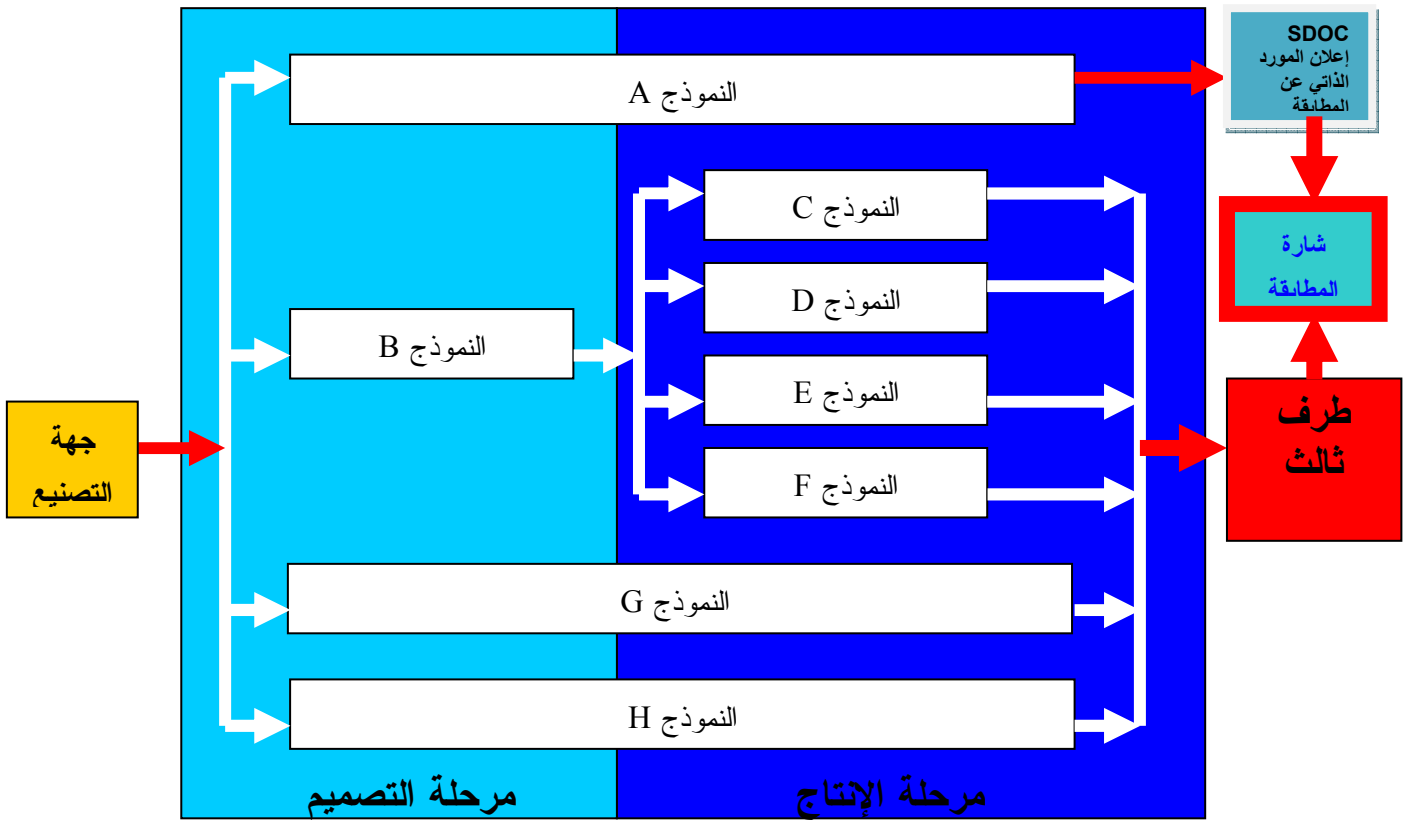 SDOC
إعلان المورد
الذاتي عن
المطابقة
النموذج A
النموذج C
شارة
المطابقة
النموذج D
النموذج B
النموذج E
طرف
ثالث
جهة
التصنيع
النموذج F
النموذج G
النموذج H
مرحلة التصميم
مرحلة الإنتاج